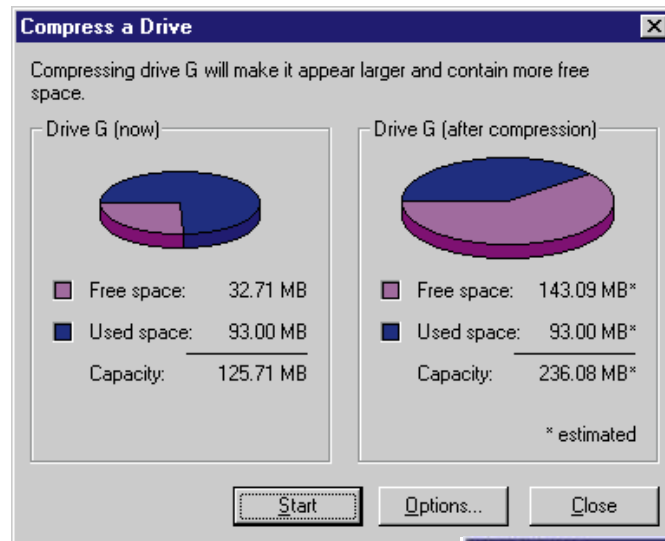 Compress a Drive
Compressing drive G will make it appear larger and contain more free
space.
Drive G (now)
Free space: 32.71 MB
Used space: 93.00 MB
Capacity: 125.71 MB
Drive G (after compression)
Free space: 143.09 MB*
Used space: 93.00 MB*
Capacity: 236.08 MB*
* estimated
Start
Options...
Close